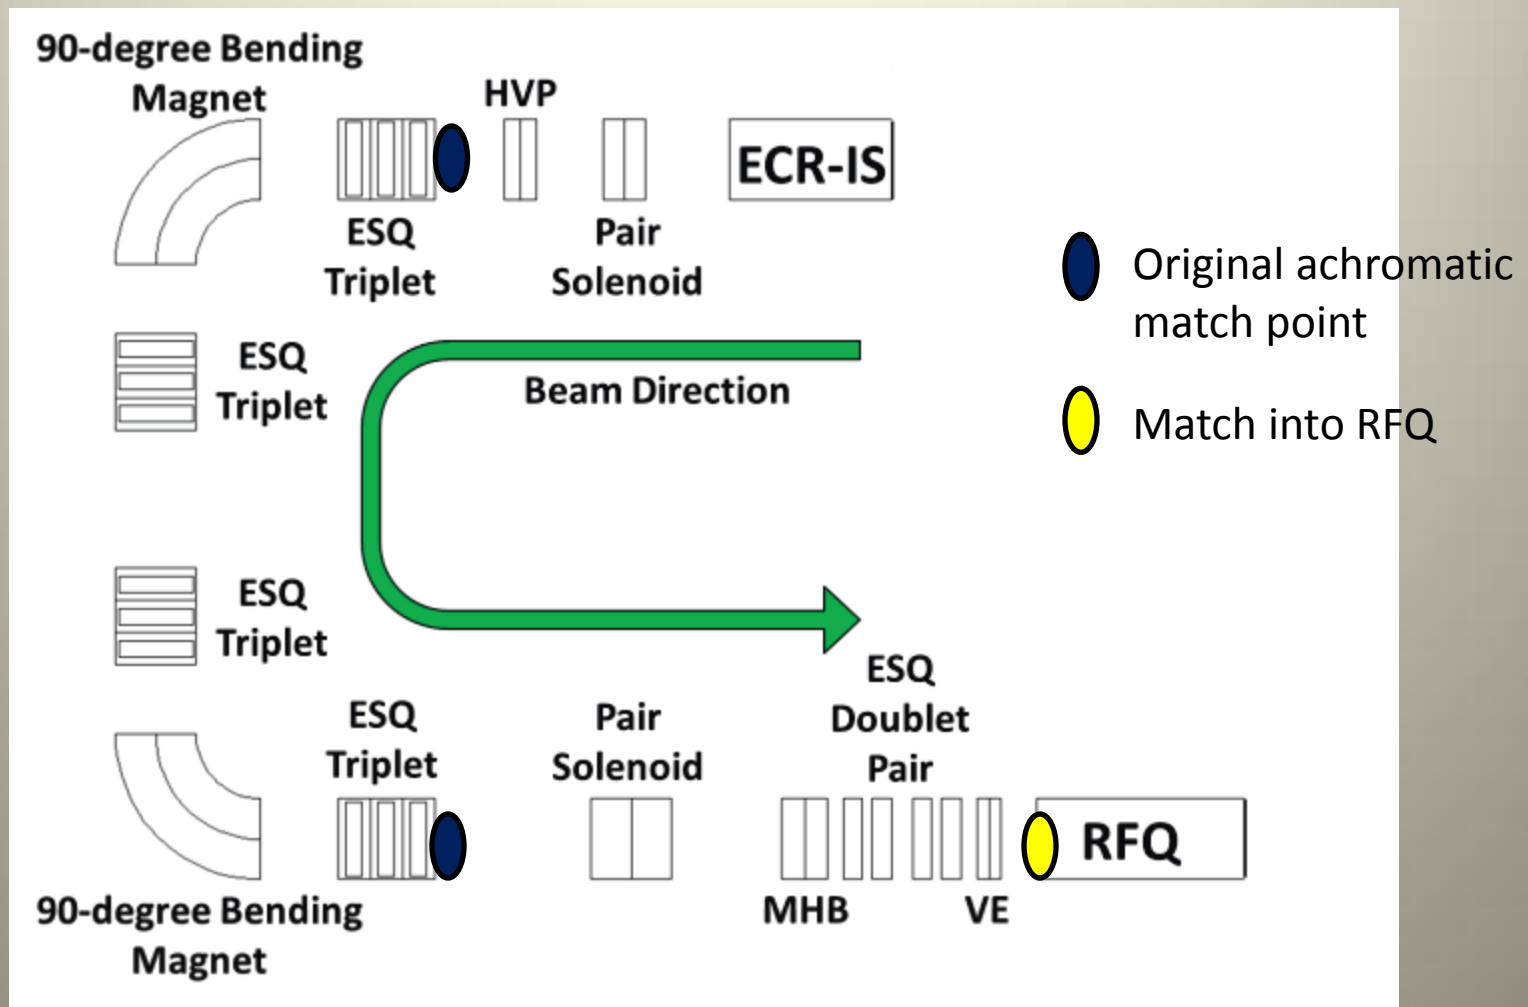 90-degree Bending
Magnet
HVP
ECR-IS
ESQ
Triplet
Pair
Solenoid
Original achromatic
match point
ESQ
Triplet
Beam Direction
Match into RFQ
ESQ
Triplet
ESQ
Doublet
Pair
ESQ
Triplet
Pair
Solenoid
RFQ
90-degree Bending
Magnet
MHB
VE